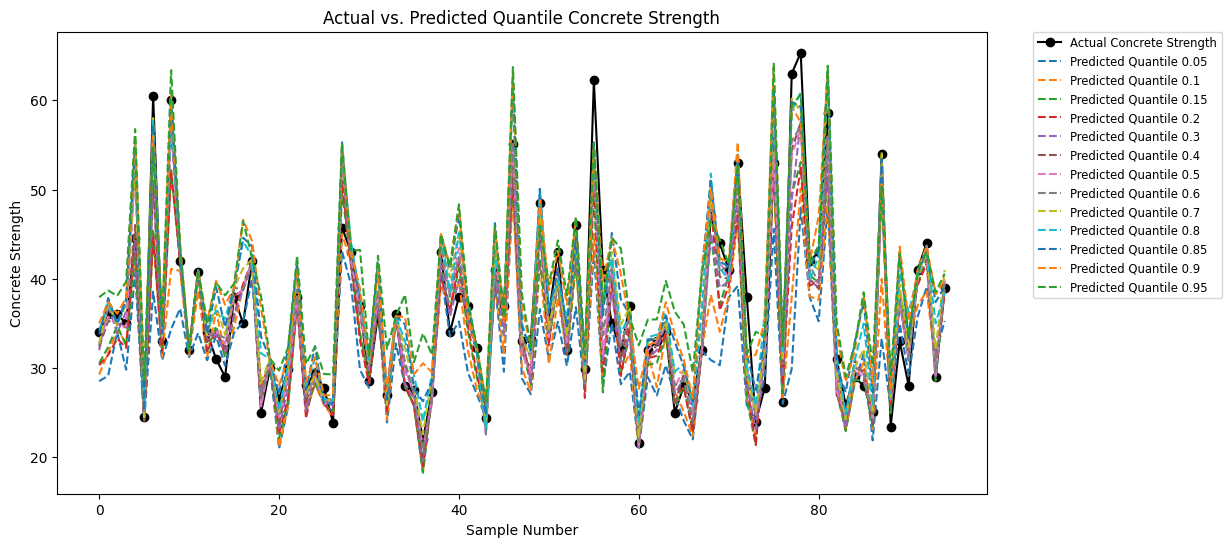 Actual vs. Predicted Quantile Concrete Strength
Concrete Strength
60
50
40
30
20
0
20
40
60
80
Sample Number
Actual Concrete Strength
Predicted Quantile 0.05
Predicted Quantile 0.1
Predicted Quantile 0.15
Predicted Quantile 0.2
Predicted Quantile 0.3
Predicted Quantile 0.4
Predicted Quantile 0.5
Predicted Quantile 0.6
Predicted Quantile 0.7
Predicted Quantile 0.8
Predicted Quantile 0.85
Predicted Quantile 0.9
Predicted Quantile 0.95